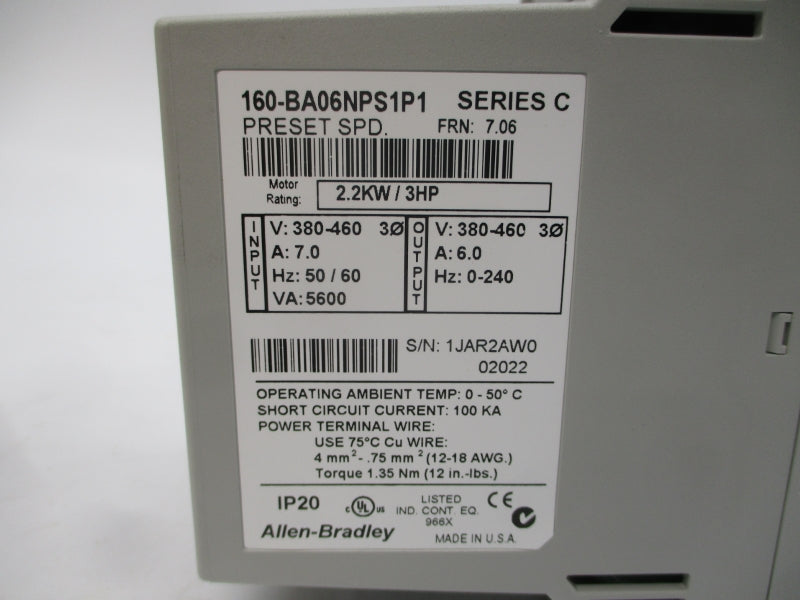 160-BA06NPS1P1 SERIES C
PRESET SPD. FRN: 7.06
Motor Rating: 2.2KW / 3HP
INPUT
V: 380-460 3Ø
A: 7.0
Hz: 50 / 60
VA: 5600
OUTPUT
V: 380-460 3Ø
A: 6.0
Hz: 0-240
S/N: 1JAR2AW0
02022
OPERATING AMBIENT TEMP: 0 - 50° C
SHORT CIRCUIT CURRENT: 100 KA
POWER TERMINAL WIRE:
USE 75°C Cu WIRE:
4 mm² - .75 mm² (12-18 AWG.)
Torque 1.35 Nm (12 in.-lbs.)
IP20 c UL us LISTED CE
IND. CONT. EQ.
966X
Allen-Bradley MADE IN U.S.A.